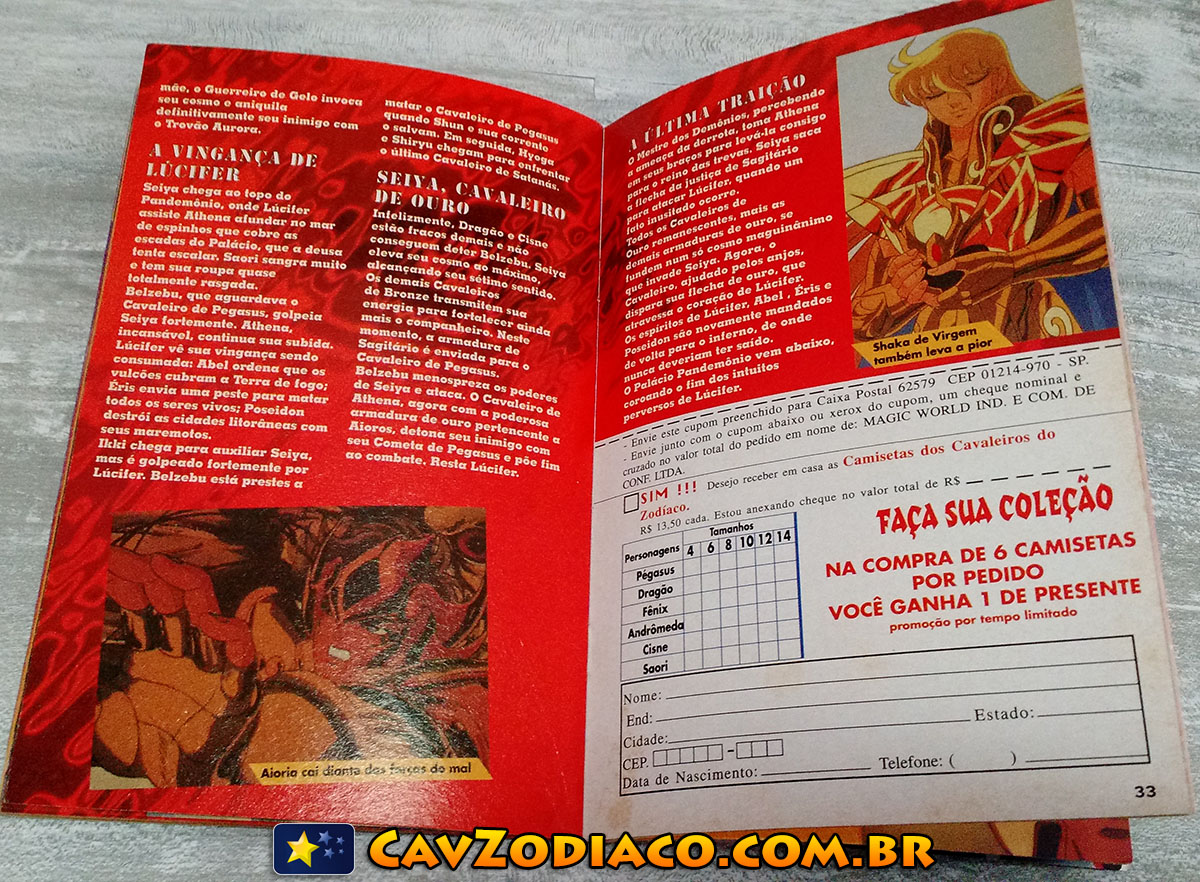 mãe, o Guerreiro de Gelo invoca
seu cosmo e aniquila
definitivamente seu inimigo com
o Trovão Aurora.
A VINGANÇA DE
LÚCIFER
Seiya chega ao topo do
Pandemônio, onde Lúcifer
assiste Athena afundar no mar
de espinhos que cobre as
escadas do Palácio, que a deusa
tenta escalar. Saori sangra muito
e tem sua roupa quase
totalmente rasgada.
Belzebu, que aguardava o
Cavaleiro de Pegasus, golpeia
Seiya fortemente. Athena,
incansável, continua sua subida.
Lúcifer vê sua vingança sendo
consumada: Abel ordena que os
vulcões cubram a Terra de fogo;
Éris envia uma peste para matar
todos os seres vivos; Poseidon
destrói as cidades litorâneas com
seus maremotos.
Ikki chega para auxiliar Seiya,
mas é golpeado fortemente por
Lúcifer. Belzebu está prestes a
matar o Cavaleiro de Pegasus
quando Shun e sua corrente
o salvam. Em seguida, Hyoga
e Shiryu chegam para enfrentar
o último Cavaleiro de Satanás.
SEIYA, CAVALEIRO
DE OURO
Infelizmente, Dragão e Cisne
estão fracos demais e não
conseguem deter Belzebu. Seiya
eleva seu cosmo ao máximo,
alcançando seu sétimo sentido.
Os demais Cavaleiros
de Bronze transmitem sua
energia para fortalecer ainda
mais o companheiro. Neste
momento, a armadura de
Sagitário é enviada para o
Cavaleiro de Pegasus.
Belzebu menospreza os poderes
de Seiya e ataca. O Cavaleiro de
Athena, agora com a poderosa
armadura de ouro pertencente a
Aioros, detona seu inimigo com
seu Cometa de Pegasus e põe fim
ao combate. Resta Lúcifer.
Aioria cai diante das forças do mal
A ÚLTIMA TRAIÇÃO
O Mestre dos Demônios, percebendo
a ameaça da derrota, toma Athena
em seus braços para levá-la consigo
para o reino das trevas. Seiya saca
a flecha da justiça de Sagitário
para atacar Lúcifer, quando um
fato inusitado ocorre.
Todos os Cavaleiros de
Ouro remanescentes, mais as
demais armaduras de ouro, se
fundem num só cosmo maguinânimo
que invade Seiya. Agora, o
Cavaleiro, ajudado pelos anjos,
dispara sua flecha de ouro, que
atravessa o coração de Lúcifer.
Os espíritos de Lúcifer, Abel , Éris e
Poseidon são novamente mandados
de volta para o inferno, de onde
nunca deveriam ter saído.
O Palácio Pandemônio vem abaixo,
coroando o fim dos intuitos
perversos de Lúcifer.
Shaka de Virgem
também leva a pior
- Envie este cupom preenchido para Caixa Postal 62579 CEP 01214-970 - SP.
- Envie junto com o cupom abaixo ou xerox do cupom, um cheque nominal e
cruzado no valor total do pedido em nome de: MAGIC WORLD IND. E COM. DE
CONF. LTDA.
SIM !!! Desejo receber em casa as Camisetas dos Cavaleiros do
Zodíaco.
R$ 13,50 cada. Estou anexando cheque no valor total de R$
FAÇA SUA COLEÇÃO
NA COMPRA DE 6 CAMISETAS
POR PEDIDO
VOCÊ GANHA 1 DE PRESENTE
promoção por tempo limitado
Personagens Tamanhos
4 6 8 10 12 14
Pégasus
Dragão
Fênix
Andrômeda
Cisne
Saori
Nome:
End:
Cidade: Estado:
CEP. -
Data de Nascimento: Telefone: ( )
33
CAVZODIACO.COM.BR